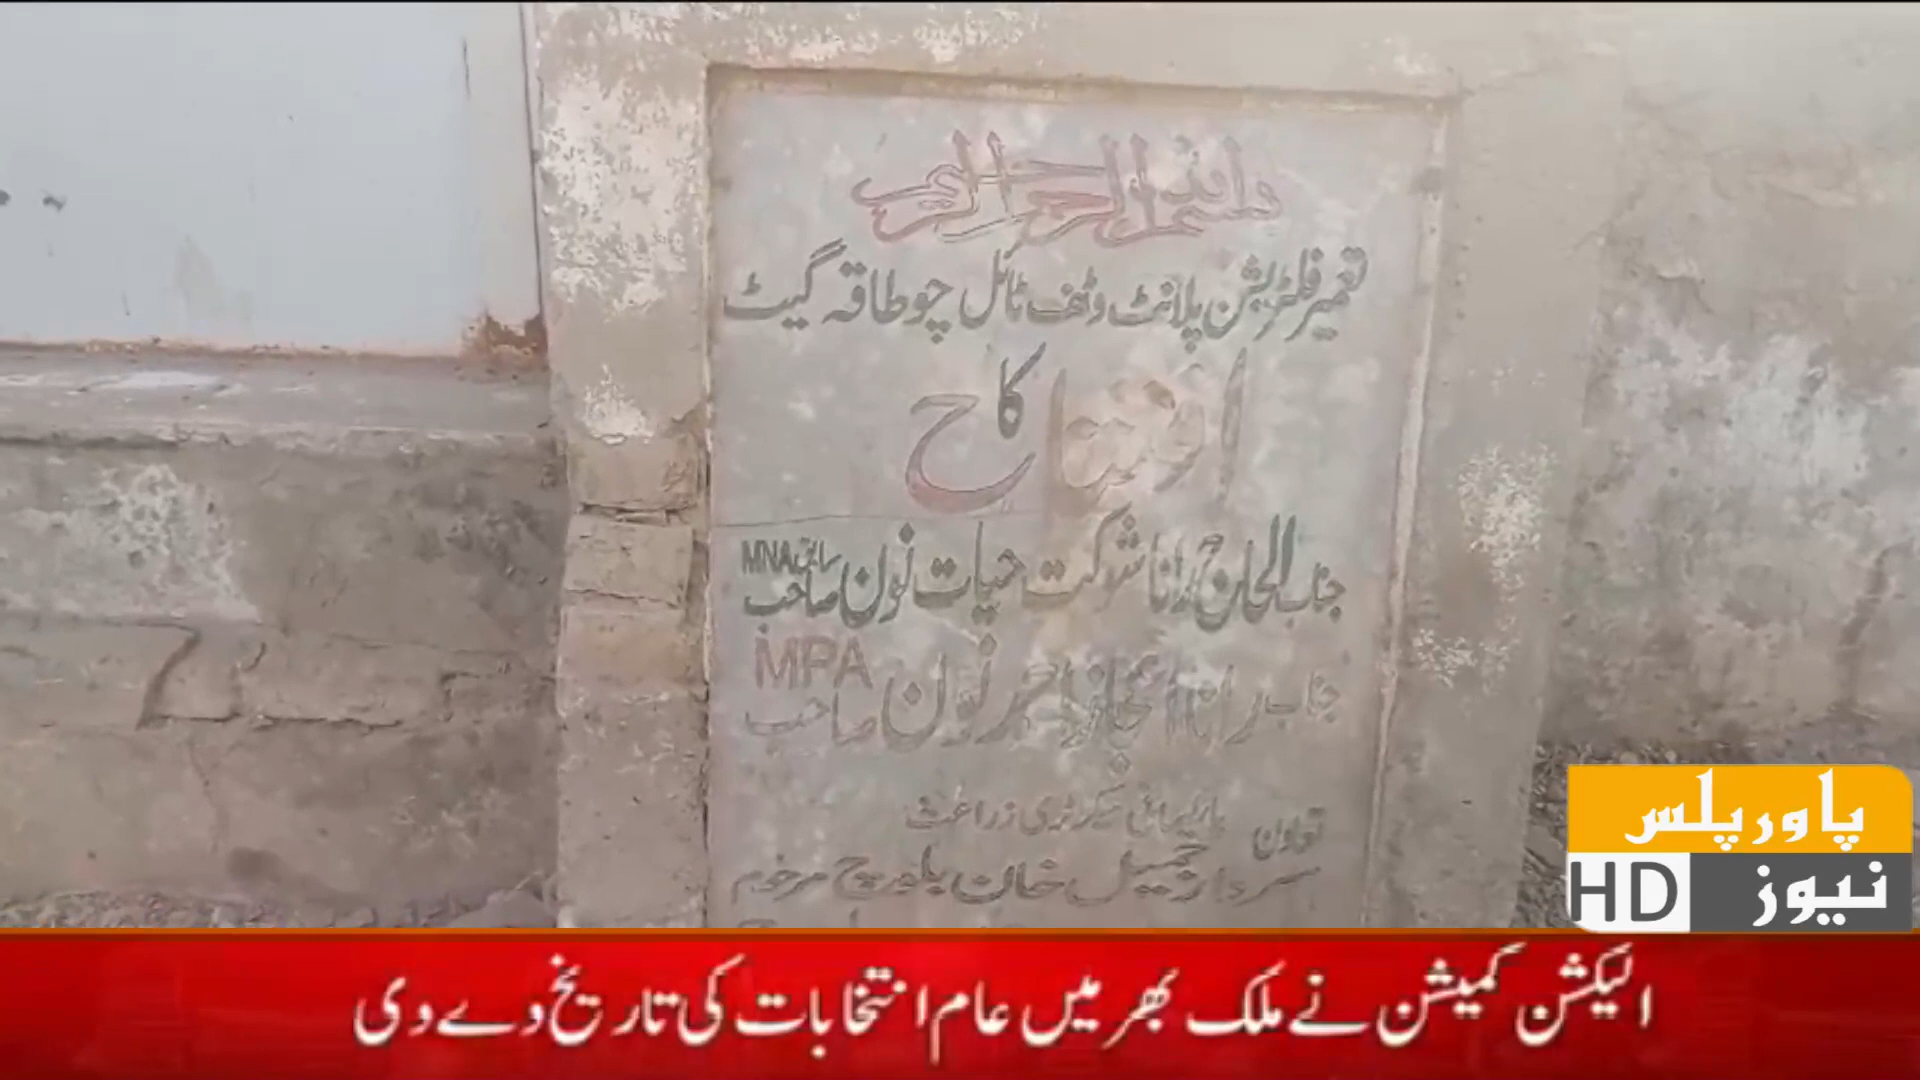 بسم اللہ الرحمن الرحیم
تعمیر فلٹریشن پلانٹ و ٹف ٹائل چوطاقہ گیٹ
کا
افتتاح
جناب الحاج رانا شوکت حیات نون صاحب سابق MNA
جناب رانا اعجاز احمد نون صاحب MPA
پارلیمانی سیکرٹری زراعت
تعاون
سردار جمیل خان بلوچ مرحوم
پاور پلس
نیوز HD
الیکشن کمیشن نے ملک بھر میں عام انتخابات کی تاریخ دے دی